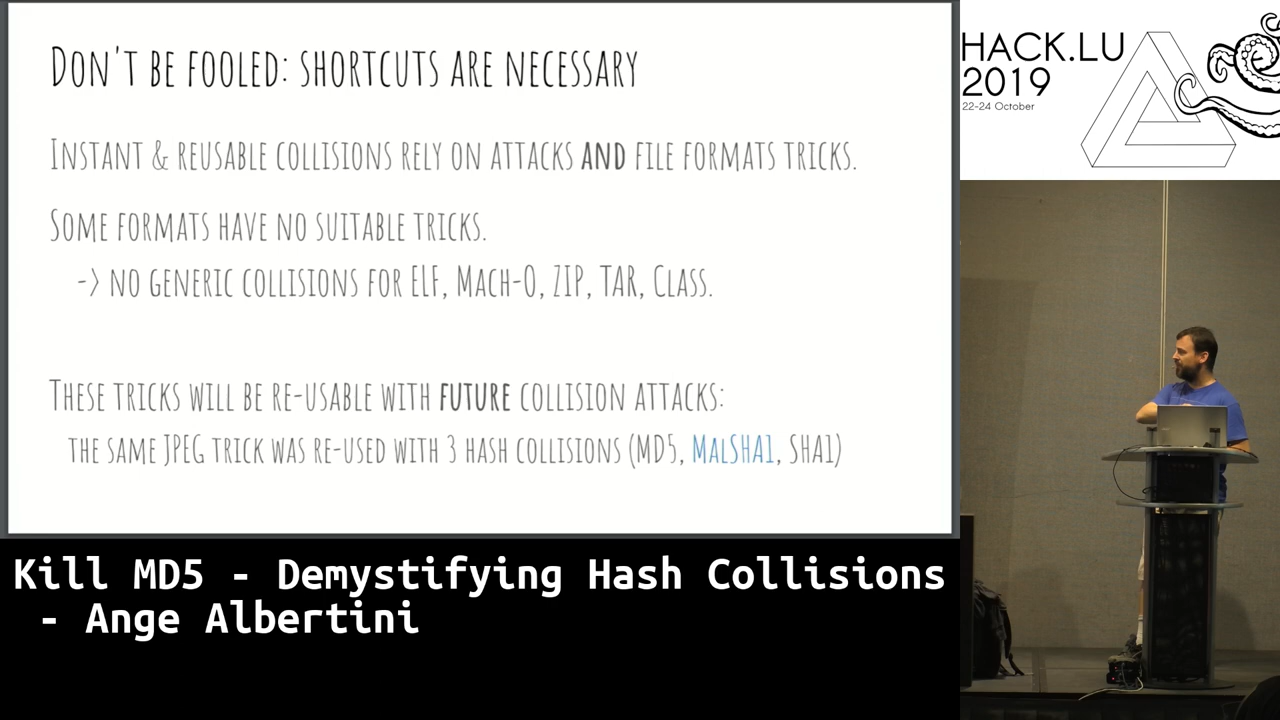 Don't be fooled: shortcuts are necessary
Instant & reusable collisions rely on attacks AND file formats tricks.
Some formats have no suitable tricks.
-> no generic collisions for ELF, Mach-O, ZIP, TAR, Class.
These tricks will be re-usable with future collision attacks:
the same JPEG trick was re-used with 3 hash collisions (MD5, MalSHA1, SHA1)
HACK.LU
2019
22-24 October
Kill MD5 - Demystifying Hash Collisions
- Ange Albertini